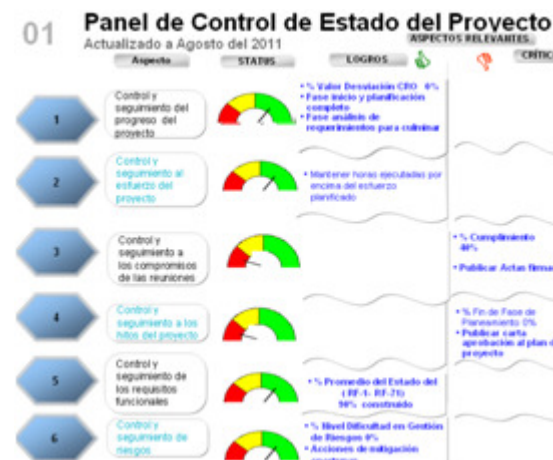 01
Panel de Control de Estado del Proyecto
Actualizado a Agosto del 2011
ASPECTOS RELEVANTES
Aspecto
STATUS
LOGROS
1
Control y
seguimiento del
progreso del
proyecto
• % Valor Desviación CRO 0%
• Fase inicio y planificación
completo
• Fase análisis de
requerimientos para culminar
2
Control y
seguimiento al
esfuerzo del
proyecto
• Mantener horas ejecutadas por
encima del esfuerzo
planificado
3
Control y
seguimiento a
los compromisos
de las reuniones
• % Cumplimiento
• Publicar Actas
4
Control y
seguimiento a los
hitos del proyecto
• % Fin de Fase de
Planeamiento 0%
• Publicar carta
aprobación al plan
proyecto
5
Control y
seguimiento de
los requisitos
funcionales
• % Promedio del Estado del
( RF-1- RF-71)
90% construido
6
Control y
seguimiento de
riesgos
• % Nivel Dificultad en Gestión
de Riesgos 0%
• Acciones de mitigación